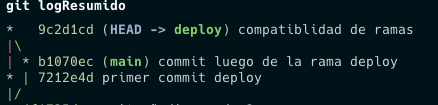 git logResumido
*   9c2d1cd (HEAD -> deploy) compatiblidad de ramas
|\
| * b1070ec (main) commit luego de la rama deploy
* | 7212e4d primer commit deploy
|/